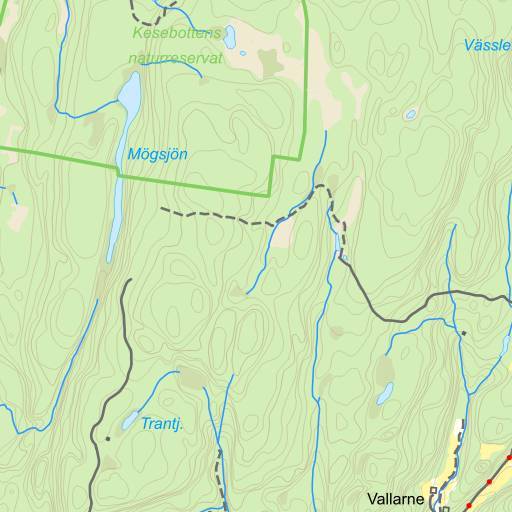 Kesebottens
naturreservat
Vässle
Mögsjön
Trantj.
Vallarne